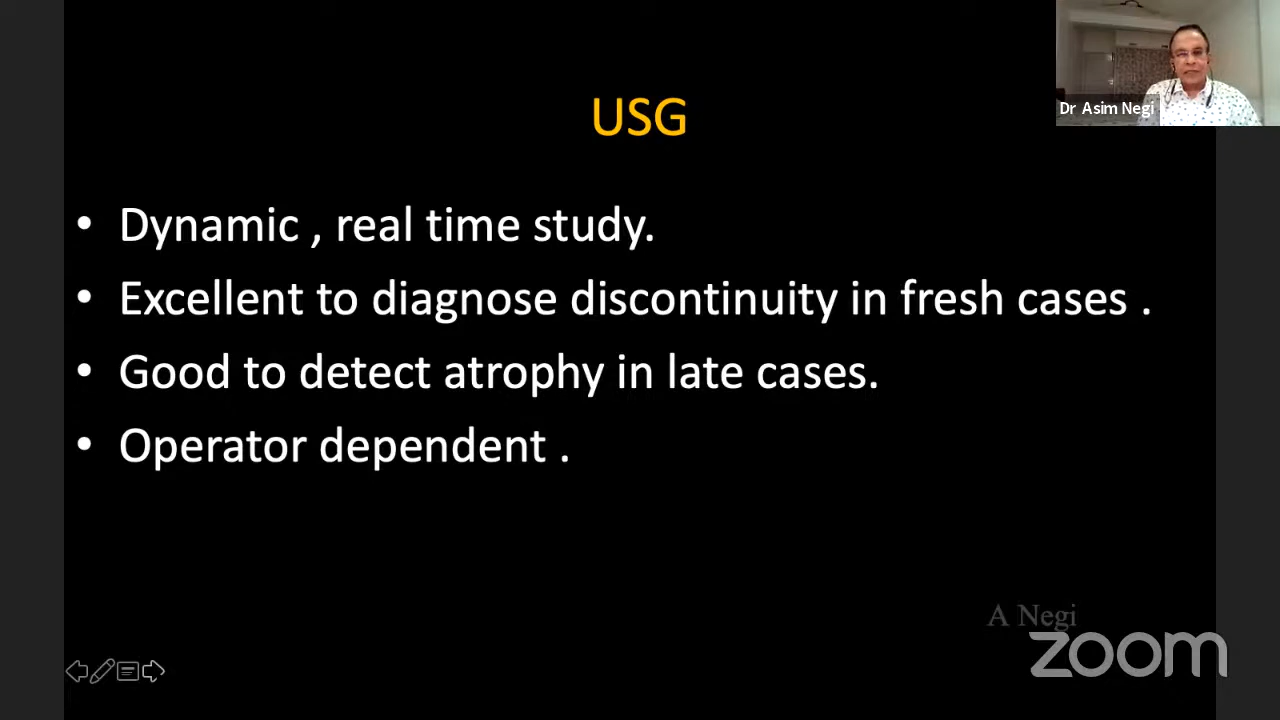 Dr Asim Negi
USG
• Dynamic , real time study.
• Excellent to diagnose discontinuity in fresh cases .
• Good to detect atrophy in late cases.
• Operator dependent .
A Negi
zoom